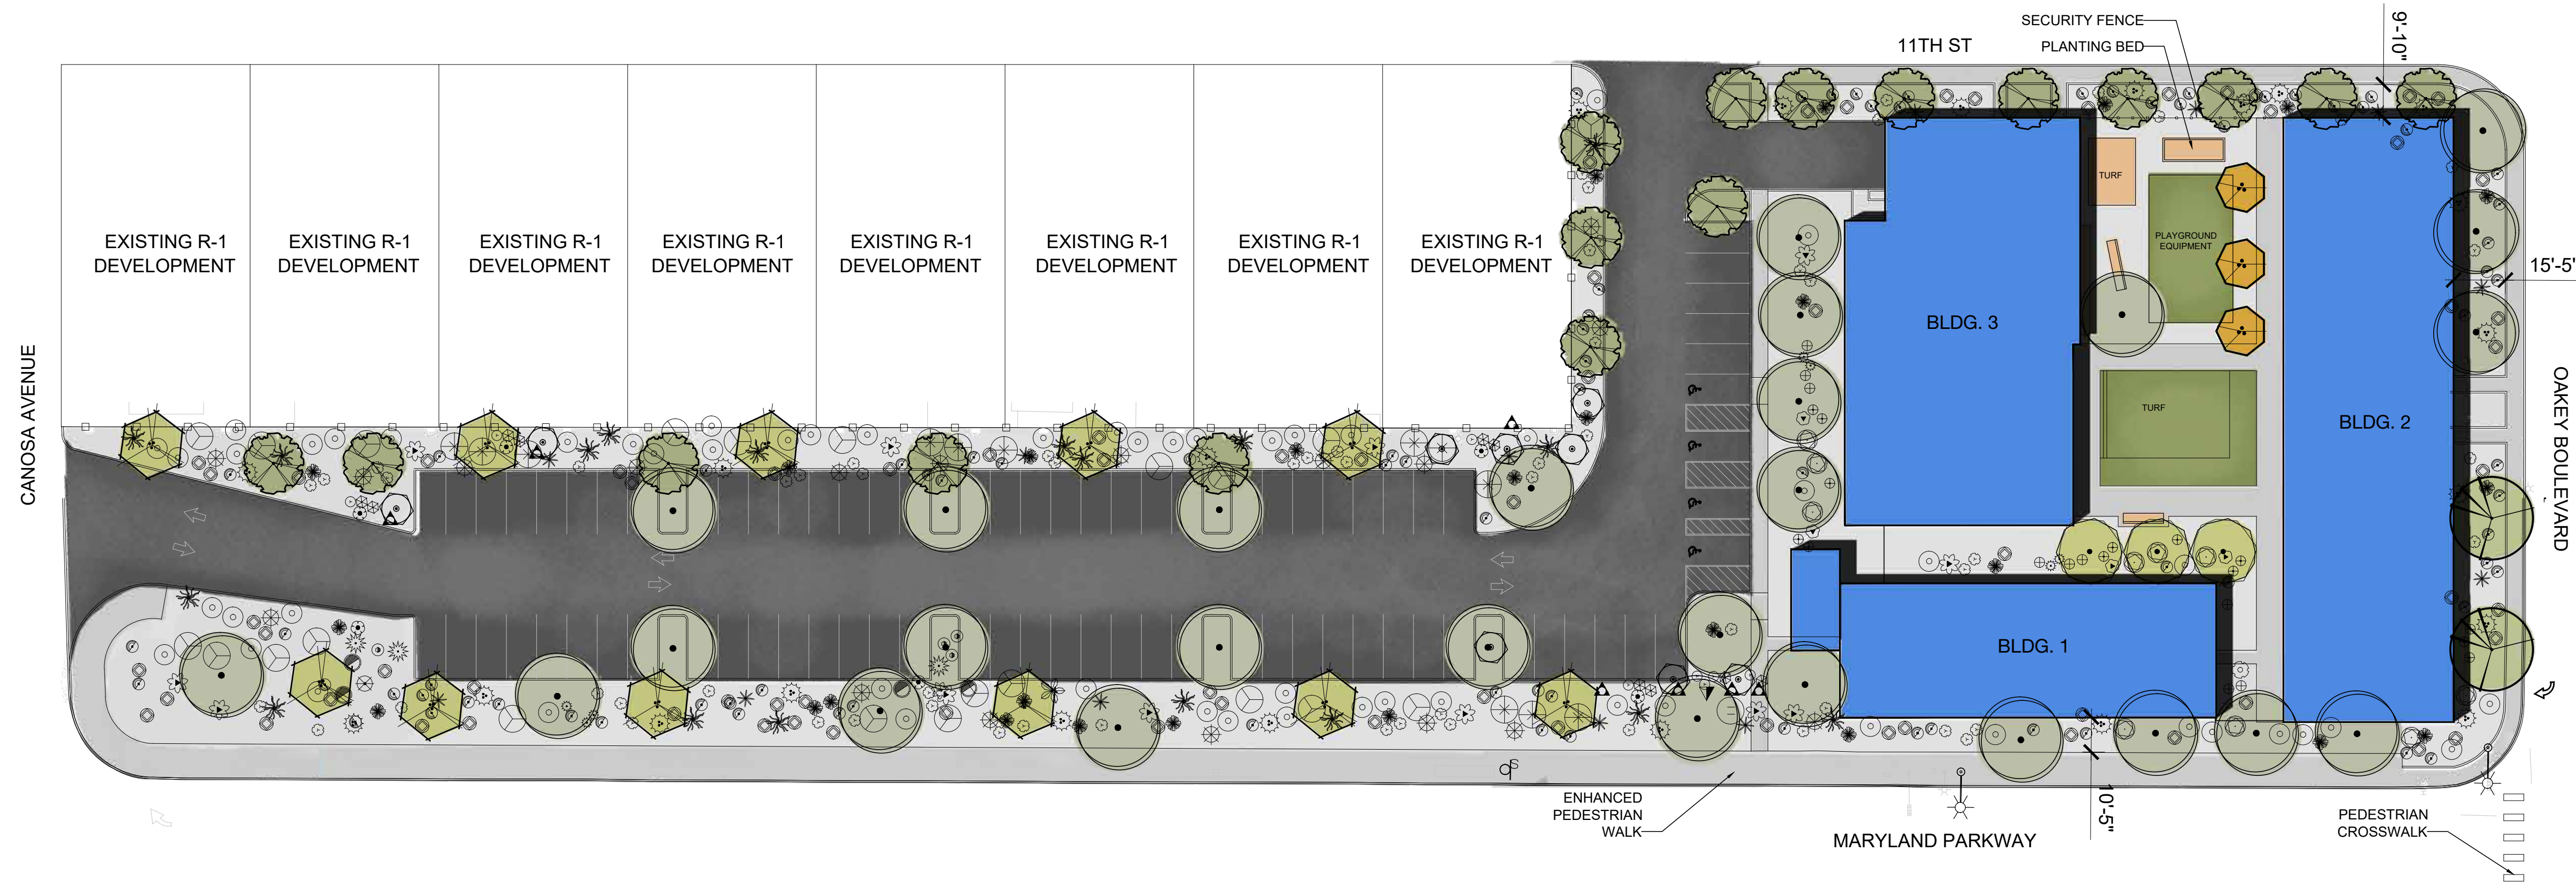 SECURITY FENCE
11TH ST
PLANTING BED
9'-10"
TURF
EXISTING R-1
DEVELOPMENT
EXISTING R-1
DEVELOPMENT
EXISTING R-1
DEVELOPMENT
EXISTING R-1
DEVELOPMENT
EXISTING R-1
DEVELOPMENT
EXISTING R-1
DEVELOPMENT
EXISTING R-1
DEVELOPMENT
EXISTING R-1
DEVELOPMENT
PLAYGROUND
EQUIPMENT
15'-5"
BLDG. 3
CANOSA AVENUE
TURF
BLDG. 2
OAKEY BOULEVARD
BLDG. 1
ENHANCED
PEDESTRIAN
WALK
10'-5"
MARYLAND PARKWAY
PEDESTRIAN
CROSSWALK